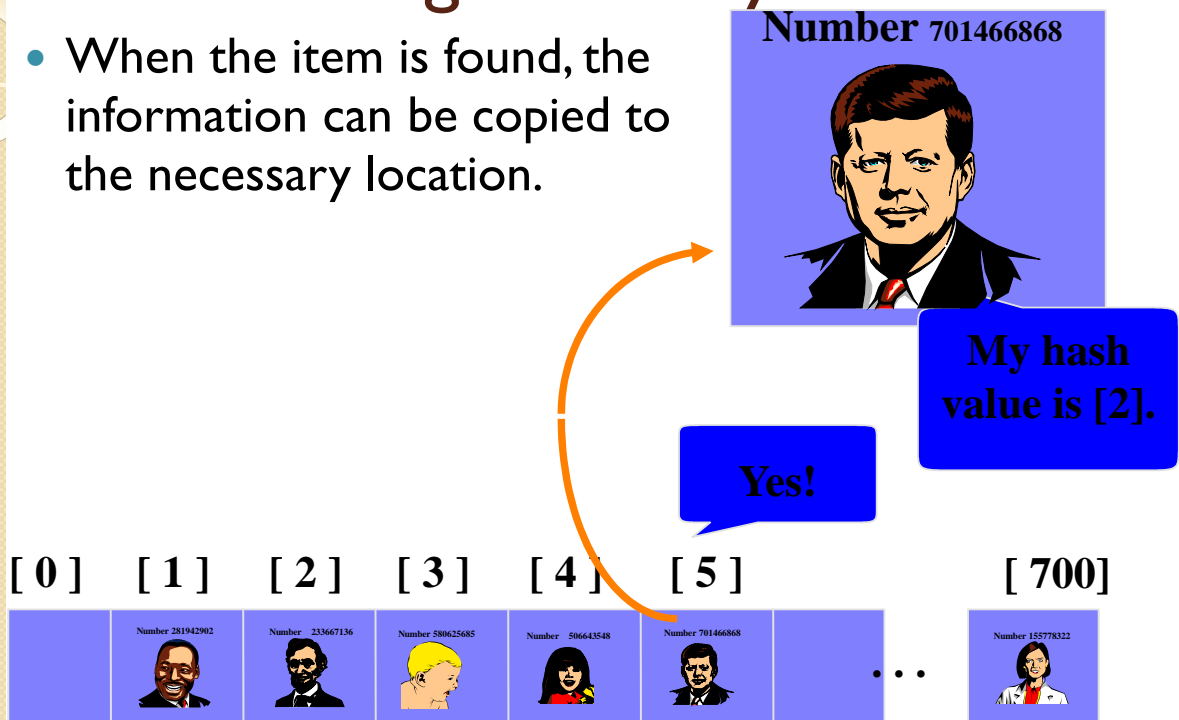 Number 701466868
• When the item is found, the
information can be copied to
the necessary location.
My hash
value is [2].
Yes!
[ 0 ] [ 1 ] [ 2 ] [ 3 ] [ 4 ] [ 5 ] [ 700]
Number 281942902 Number 233667136 Number 580625685 Number 506643548 Number 701466868 Number 155778322
. . .